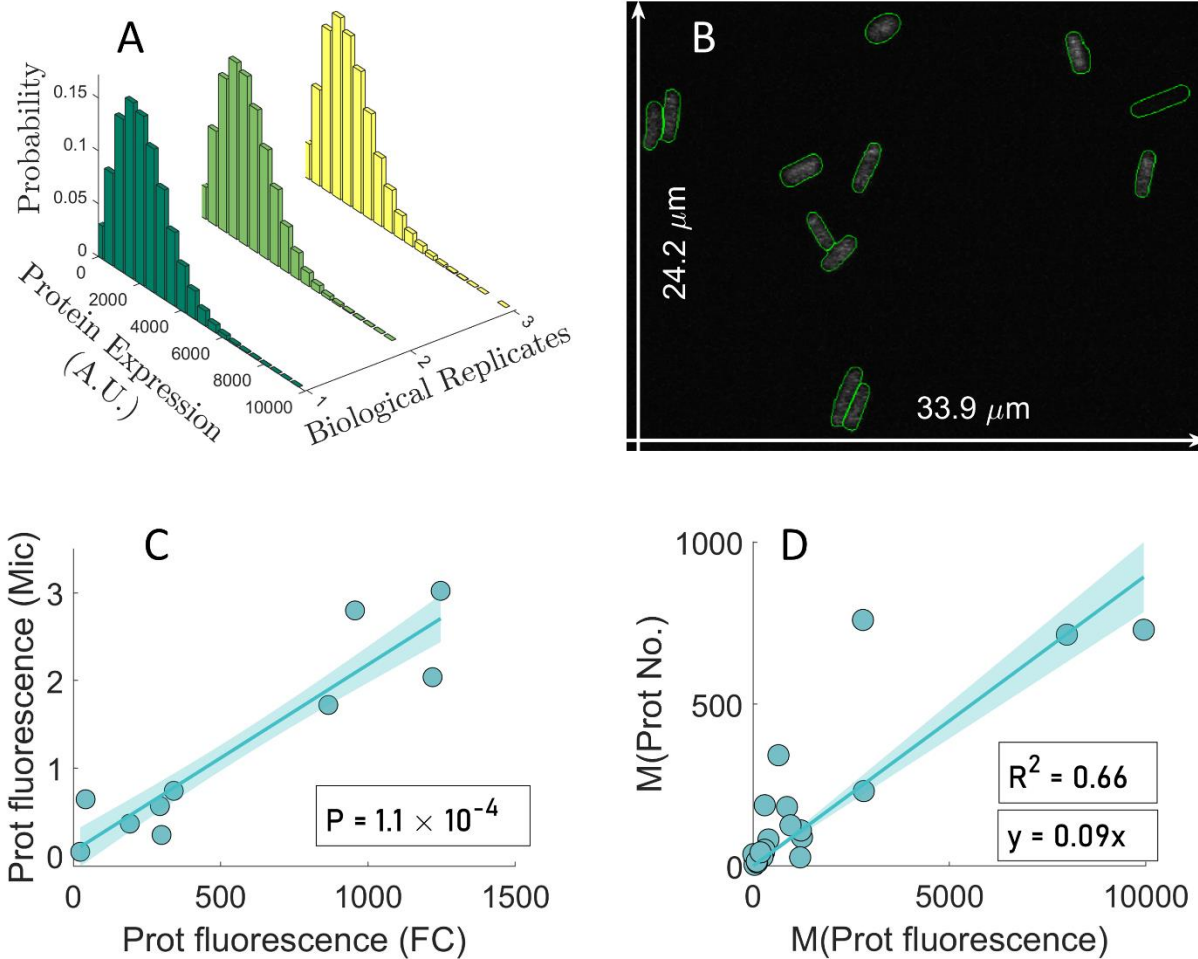 A
Probability
0.15
0.1
0.05
0
0
2000
4000
6000
8000
10000
Protein Expression
(A.U.)
1
2
3
Biological Replicates
B
24.2 μm
33.9 μm
C
Prot fluorescence (Mic)
3
2
1
0
P = 1.1 × 10⁻⁴
0
500
1000
1500
Prot fluorescence (FC)
D
M(Prot No.)
1000
500
0
R² = 0.66
y = 0.09x
0
5000
10000
M(Prot fluorescence)